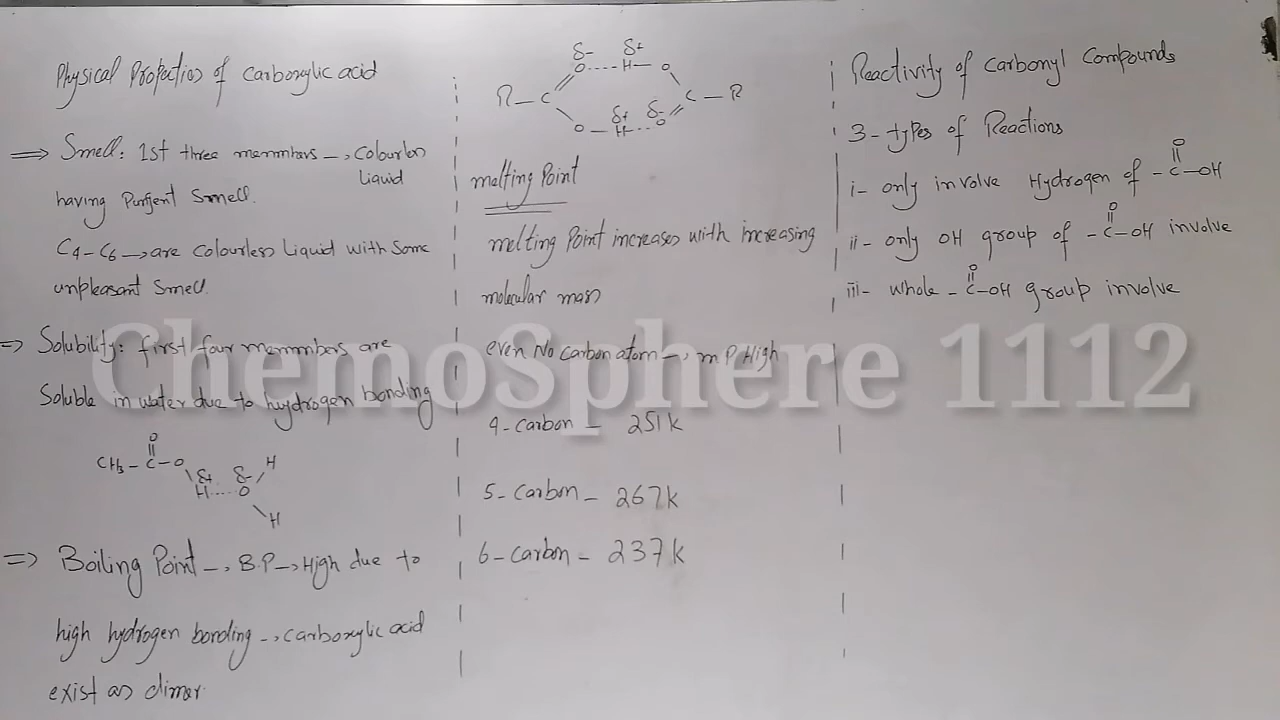 Physical Propacties of Carboxylic acid
⇒ Smell: 1st three memmbers → Colourless
Liquid
having Purjent Smell.
C4-C6 → are Colourless Liquid with Some
unpleasant Smell.
⇒ Solubility: first four memmbers are
Soluble in water due to hydrogen bonding
O
CH3 - C - O
δ+ δ- H
H ..... O
H
⇒ Boiling Point → B.P → High due to
high hydrogen bonding → carboxylic acid
exist as dimer
δ- δ+
O ..... H - O
R - C C - R
δ+ δ-
O - H ... O
melting Point
melting Point increases with increasing
molecular mass
even No Carbon atom → m P High
4- carbon - 251 K
5- carbon - 267 K
6- carbon - 237 K
Reactivity of Carbonyl Compounds
3 - types of Reactions
O
i- only involve Hydrogen of - C - OH
O
ii- only OH group of - C - OH involve
O
iii- whole - C - OH group involve
ChemoSphere 1112